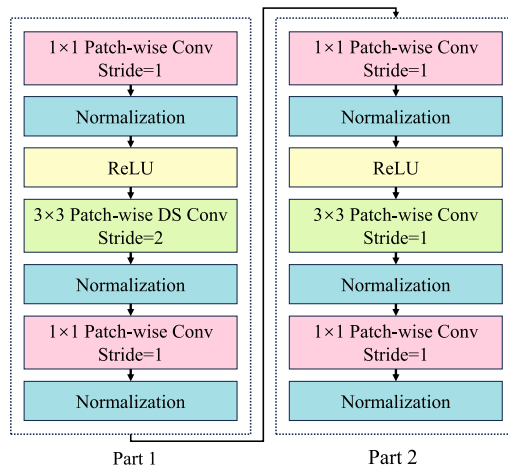 1×1 Patch-wise Conv
Stride=1
Normalization
ReLU
3×3 Patch-wise DS Conv
Stride=2
Normalization
1×1 Patch-wise Conv
Stride=1
Normalization
Part 1
1×1 Patch-wise Conv
Stride=1
Normalization
ReLU
3×3 Patch-wise Conv
Stride=1
Normalization
1×1 Patch-wise Conv
Stride=1
Normalization
Part 2